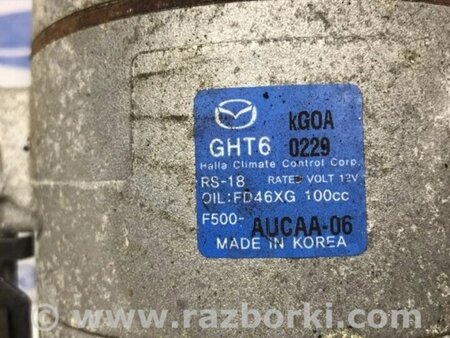 kGOA
GHT6 0229
Halla Climate Control Corp.
RS-18 RATED VOLT 12V
OIL:FD46XG 100cc
F500- AUCAA-06
MADE IN KOREA
www.razborki.com